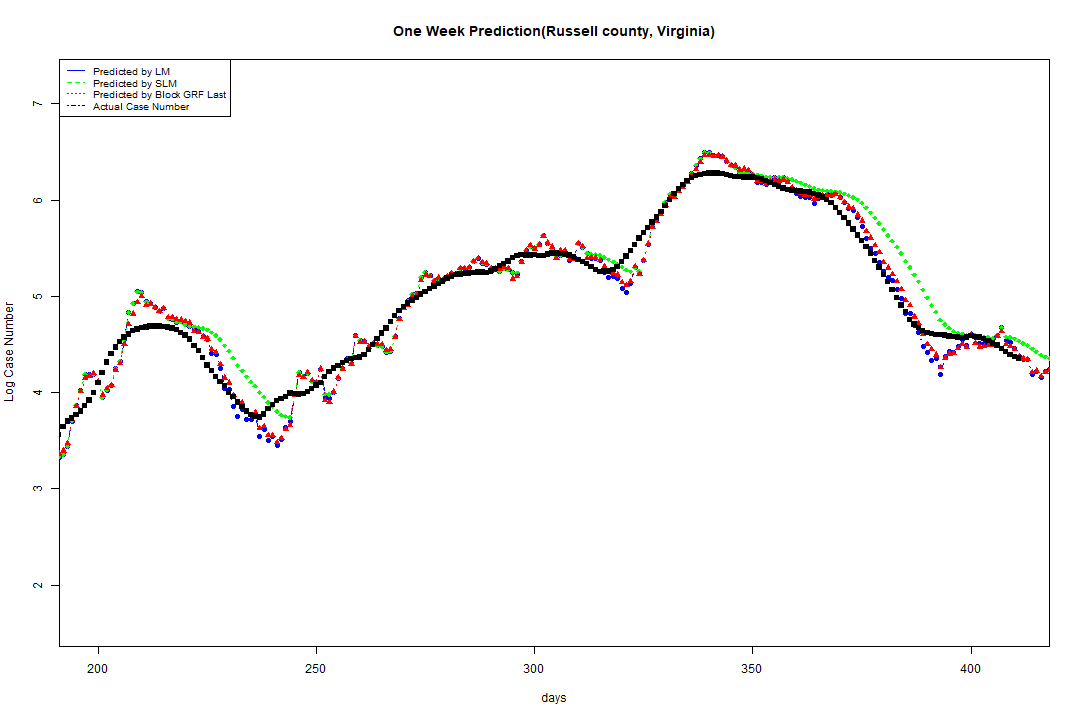 One Week Prediction(Russell county, Virginia)
Predicted by LM
Predicted by SLM
Predicted by Block GRF Last
Actual Case Number
7
6
5
4
3
2
Log Case Number
200 250 300 350 400
days